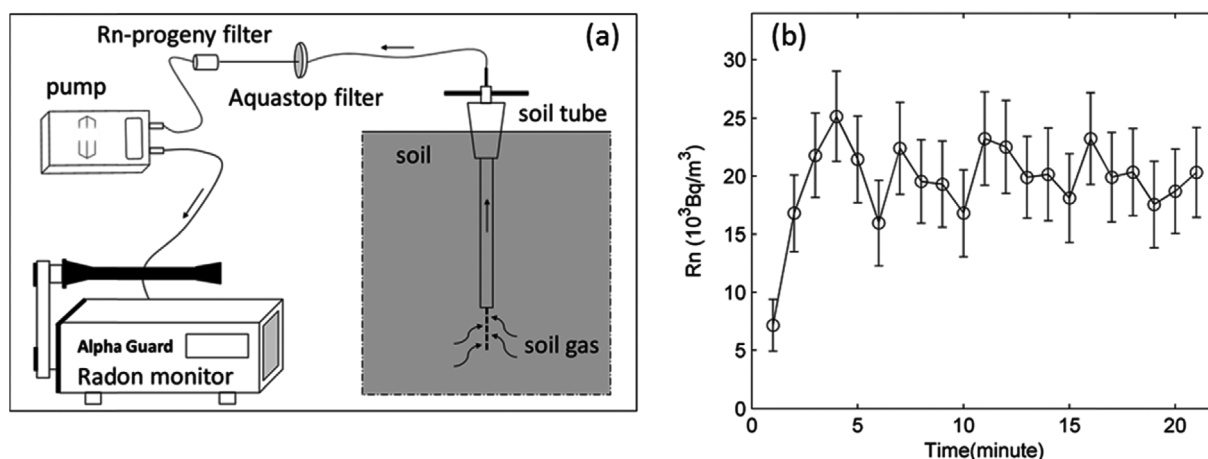 (a)
Rn-progeny filter
pump
Aquastop filter
soil tube
soil
Alpha Guard
Radon monitor
soil gas
(b)
Rn (10³Bq/m³)
30
25
20
15
10
5
0
0 5 10 15 20
Time(minute)